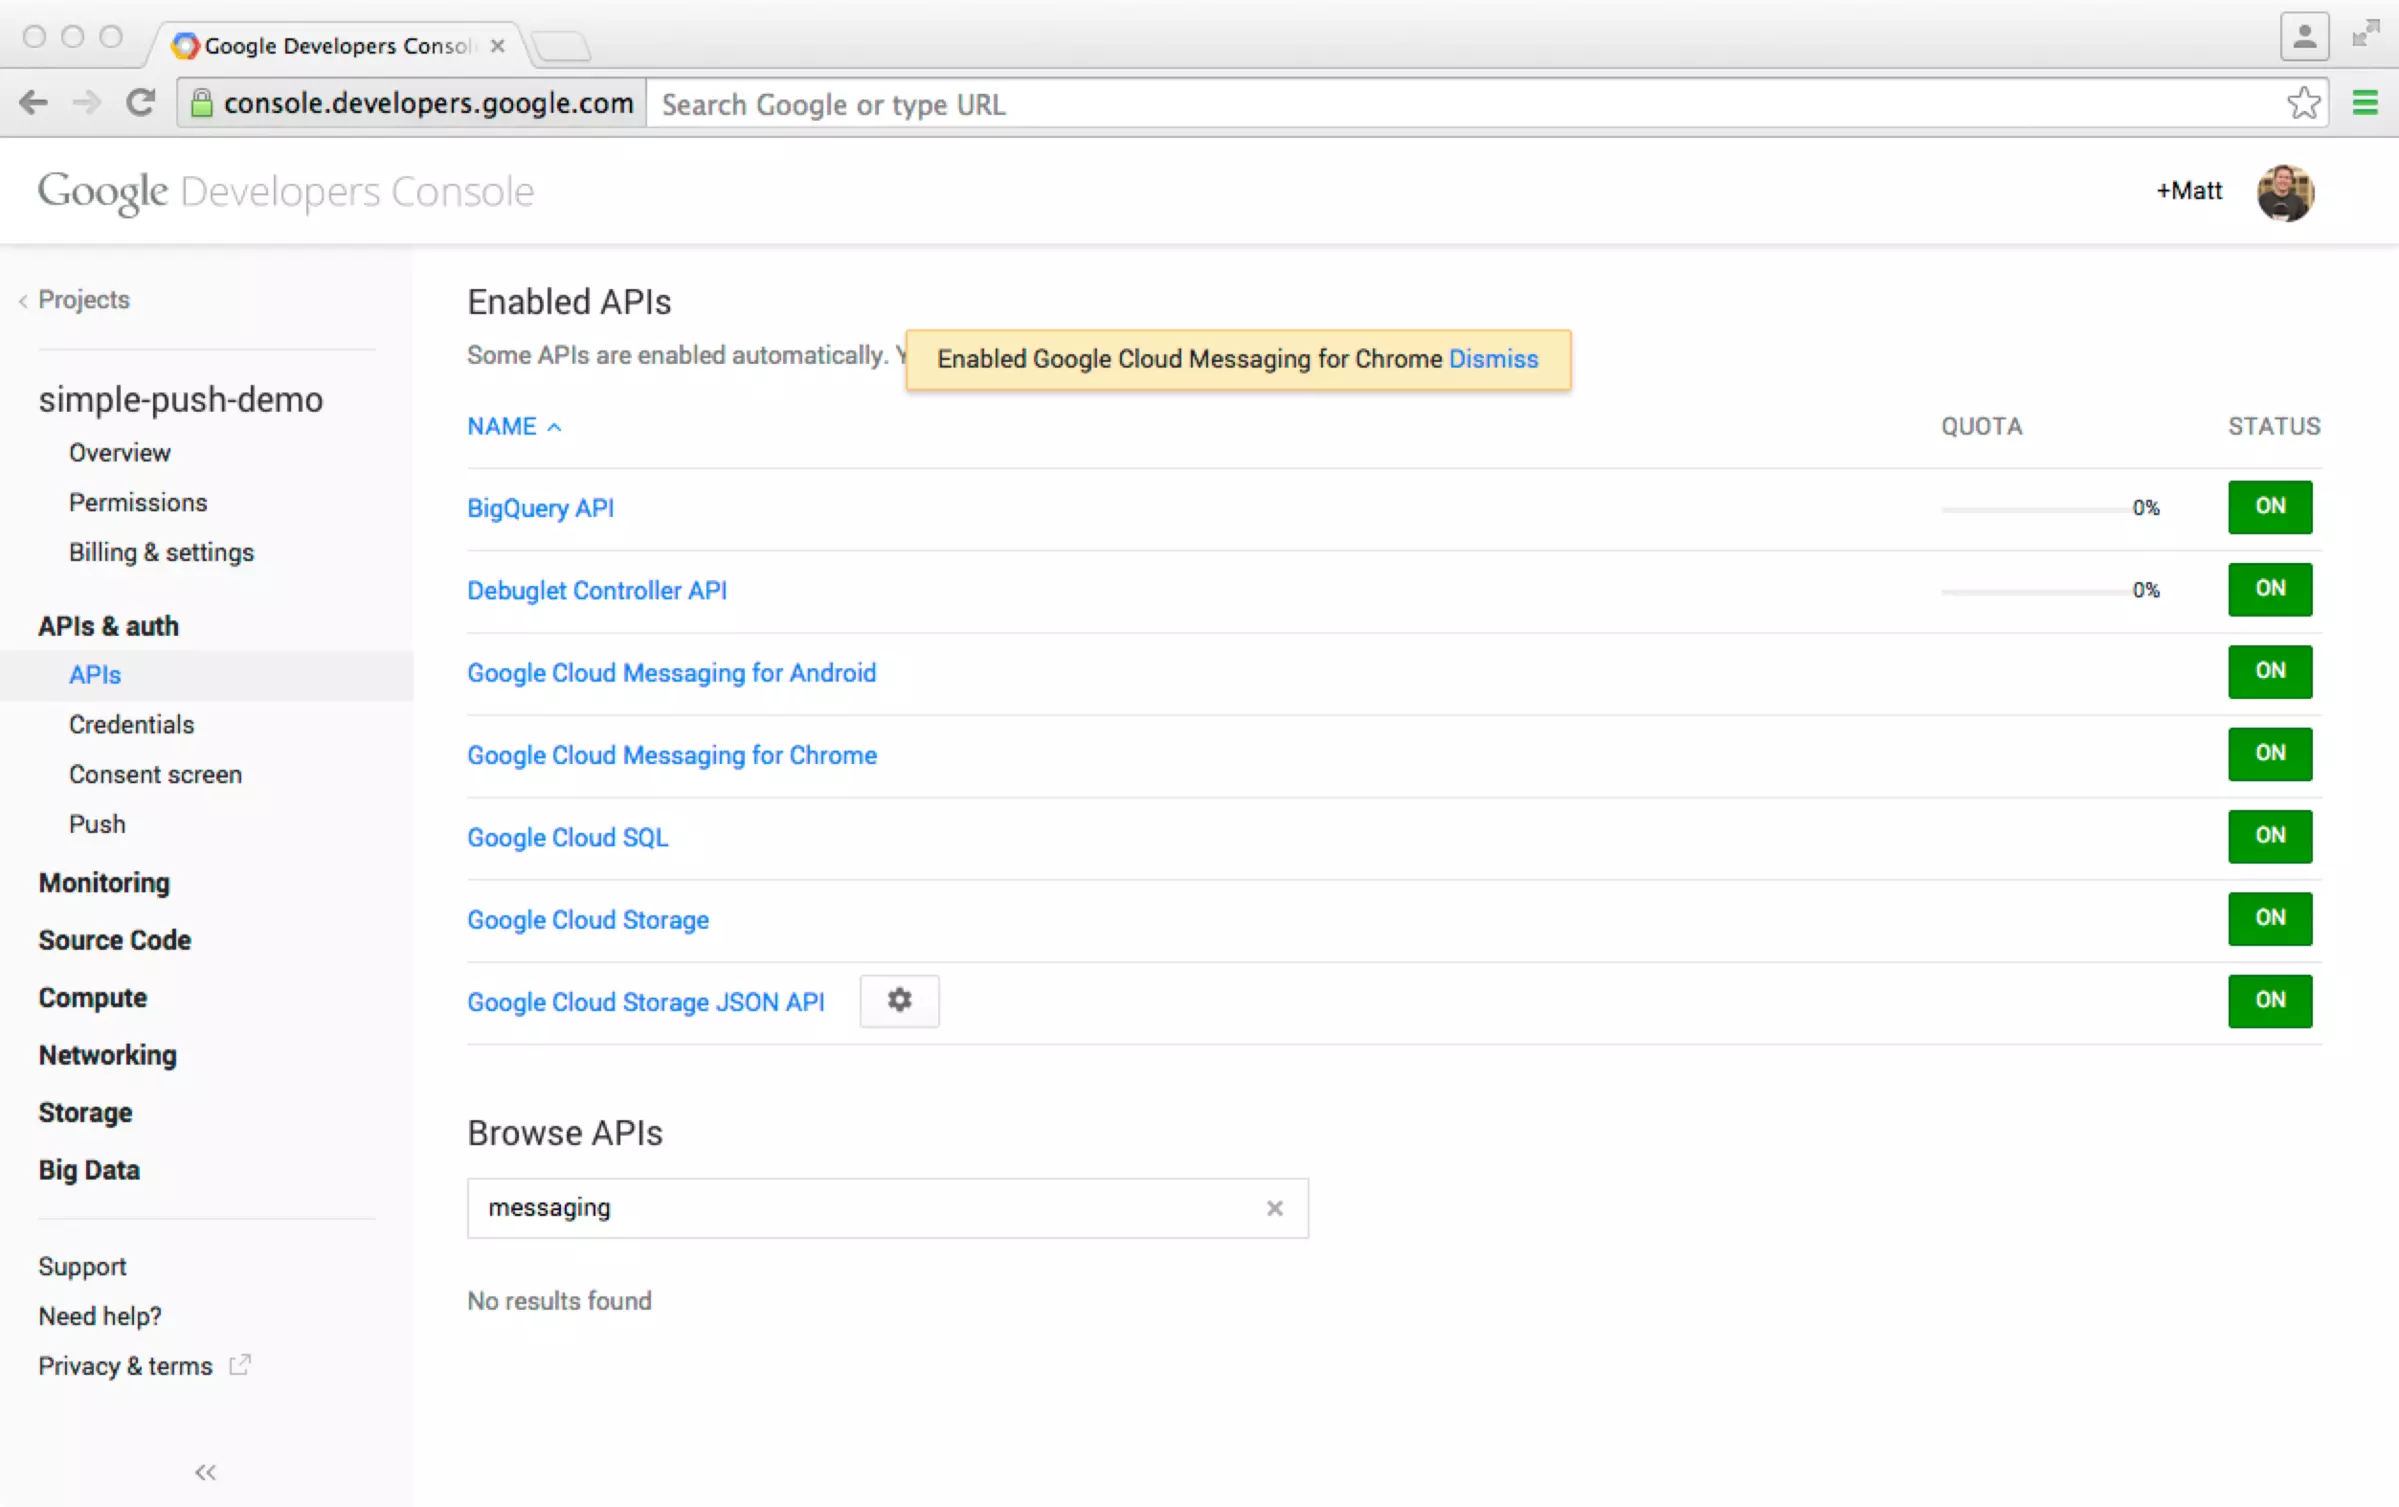 Google Developers Consol
console.developers.google.com
Search Google or type URL
Google Developers Console
+Matt
Projects
simple-push-demo
Overview
Permissions
Billing & settings
APIs & auth
APIs
Credentials
Consent screen
Push
Monitoring
Source Code
Compute
Networking
Storage
Big Data
Support
Need help?
Privacy & terms
Enabled APIs
Some APIs are enabled automatically. Y
Enabled Google Cloud Messaging for Chrome Dismiss
NAME QUOTA STATUS
BigQuery API 0% ON
Debuglet Controller API 0% ON
Google Cloud Messaging for Android ON
Google Cloud Messaging for Chrome ON
Google Cloud SQL ON
Google Cloud Storage ON
Google Cloud Storage JSON API ON
Browse APIs
messaging
No results found